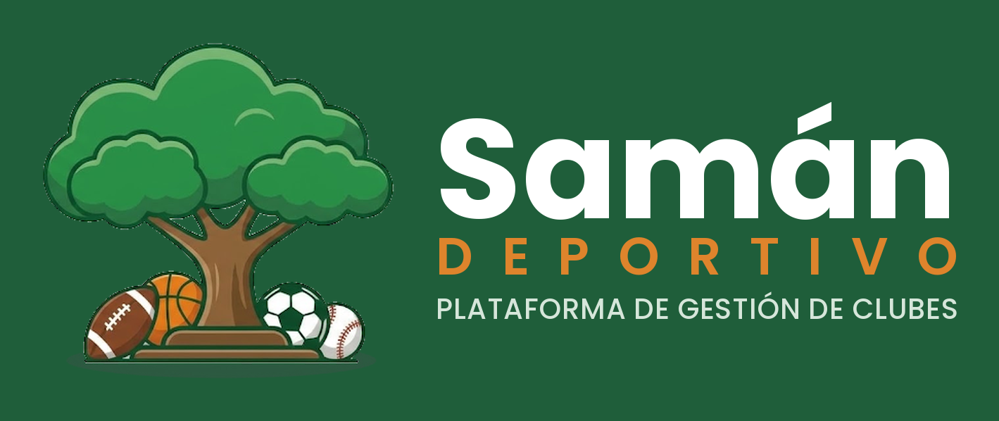 Samán
DEPORTIVO
PLATAFORMA DE GESTIÓN DE CLUBES